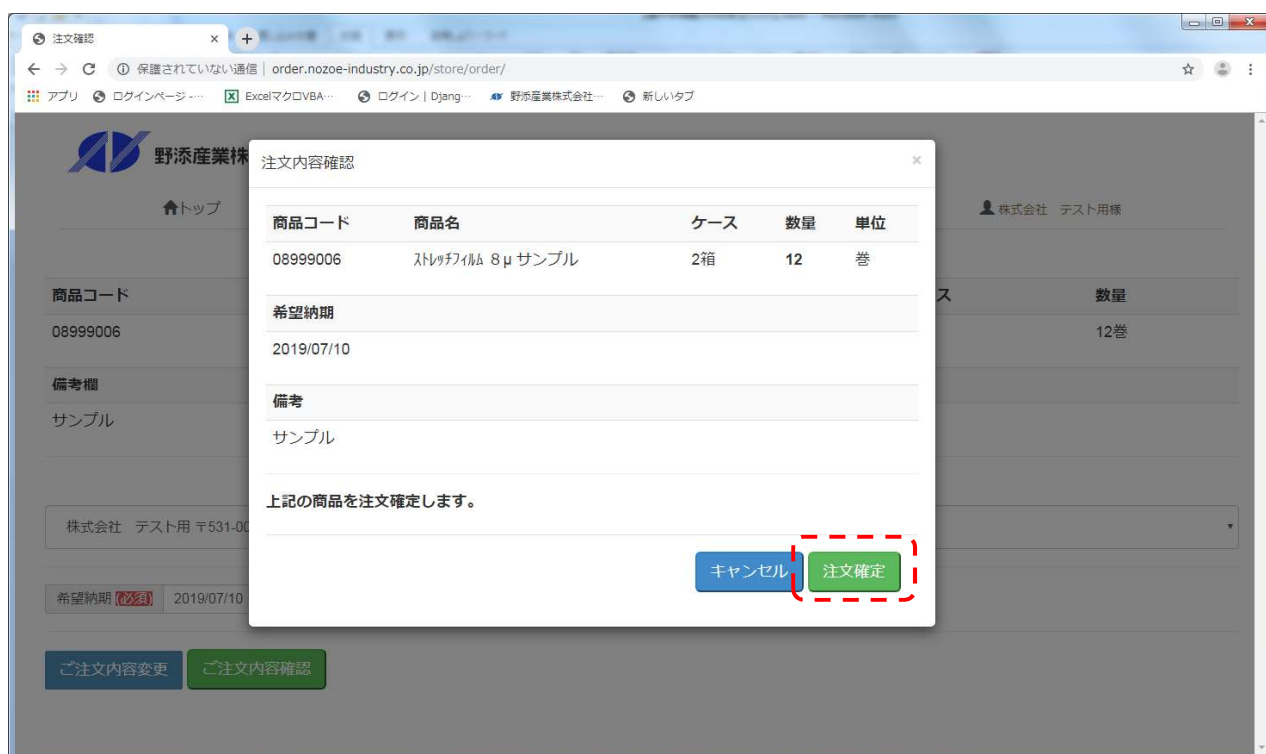 注文確認
保護されていない通信 | order.nozoe-industry.co.jp/store/order/
アプリ ログインページ -… ExcelマクロVBA… ログイン | Djang… 野添産業株式会社… 新しいタブ
野添産業株
注文内容確認 ×
トップ
株式会社 テスト用様
商品コード 商品名 ケース 数量 単位
08999006 ｽﾄﾚｯﾁﾌｨﾙﾑ 8μサンプル 2箱 12 巻
商品コード ス 数量
希望納期
08999006 12巻
2019/07/10
備考欄
備考
サンプル
サンプル
上記の商品を注文確定します。
株式会社 テスト用 〒531-00
キャンセル 注文確定
希望納期 (必須) 2019/07/10
ご注文内容変更 ご注文内容確認